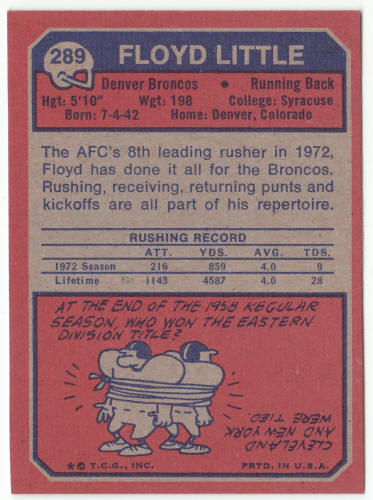 289
FLOYD LITTLE
Denver Broncos • Running Back
Hgt: 5'10" Wgt: 198 College: Syracuse
Born: 7-4-42 Home: Denver, Colorado
The AFC's 8th leading rusher in 1972,
Floyd has done it all for the Broncos.
Rushing, receiving, returning punts and
kickoffs are all part of his repertoire.
RUSHING RECORD
ATT. YDS. AVG. TDS.
1972 Season 216 859 4.0 9
Lifetime 1143 4587 4.0 28
AT THE END OF THE 1958 REGULAR
SEASON, WHO WON THE EASTERN
DIVISION TITLE?
CLEVELAND
AND NEW YORK
WERE TIED
*© T.C.G., INC. PRTD. IN U.S.A.